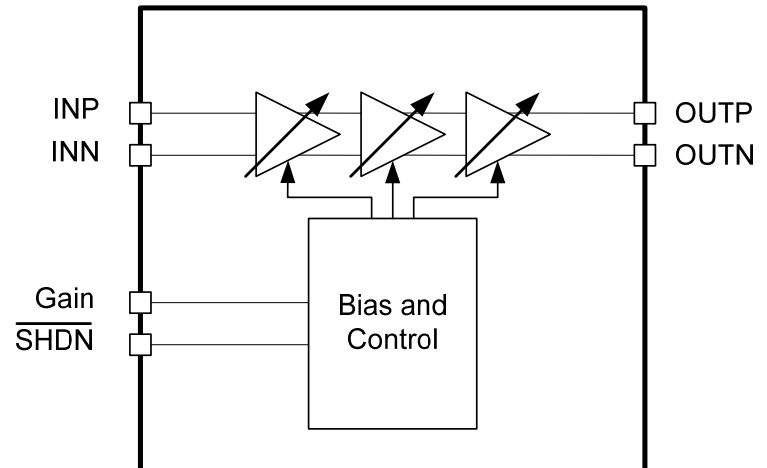 INP
OUTP
INN
OUTN
Gain
SHDN
Bias and
Control